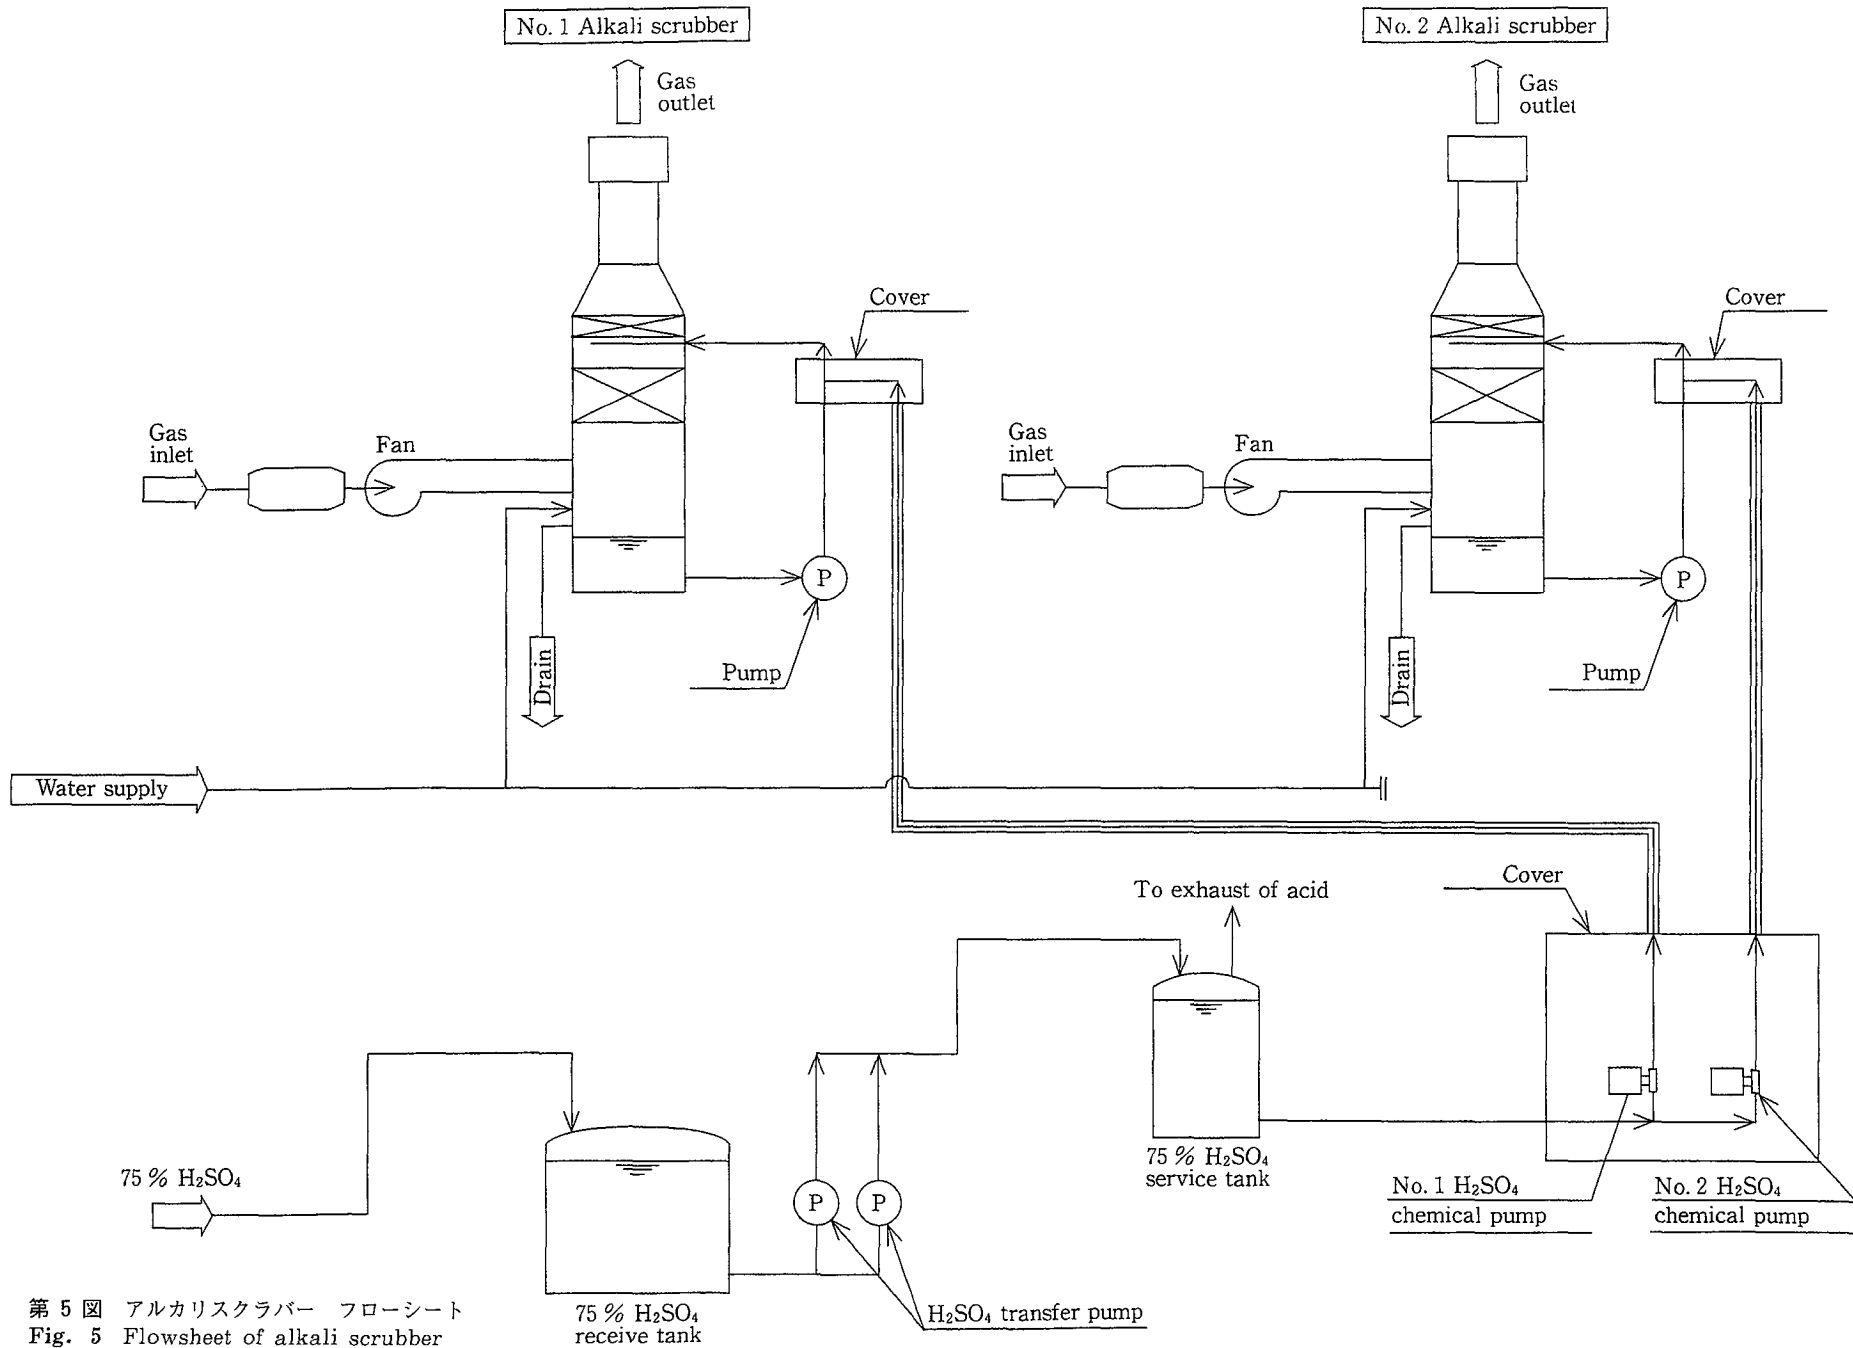 No. 1 Alkali scrubber
No. 2 Alkali scrubber
Gas
outlet
Gas
outlet
Cover
Cover
Gas
inlet
Fan
Gas
inlet
Fan
P
P
Drain
Pump
Drain
Pump
Water supply
To exhaust of acid
Cover
75 % H₂SO₄
75 % H₂SO₄
service tank
No. 1 H₂SO₄
chemical pump
No. 2 H₂SO₄
chemical pump
P
P
75 % H₂SO₄
receive tank
H₂SO₄ transfer pump
第 5 図 アルカリスクラバー フローシート
Fig. 5 Flowsheet of alkali scrubber